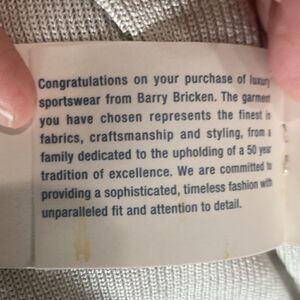 Congratulations on your purchase of luxury
sportswear from Barry Bricken. The garment
you have chosen represents the finest in
fabrics, craftsmanship and styling, from a
family dedicated to the upholding of a 50 year
tradition of excellence. We are committed to
providing a sophisticated, timeless fashion with
unparalleled fit and attention to detail.